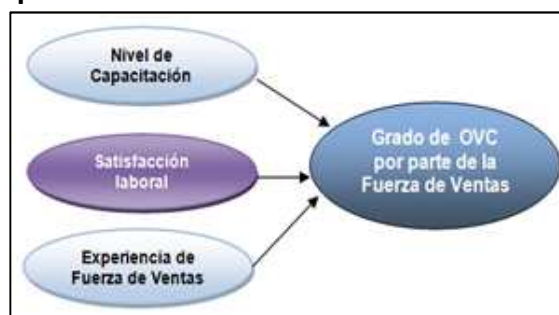 Nivel de
Capacitación
Satisfacción
laboral
Experiencia de
Fuerza de Ventas
Grado de OVC
por parte de la
Fuerza de Ventas